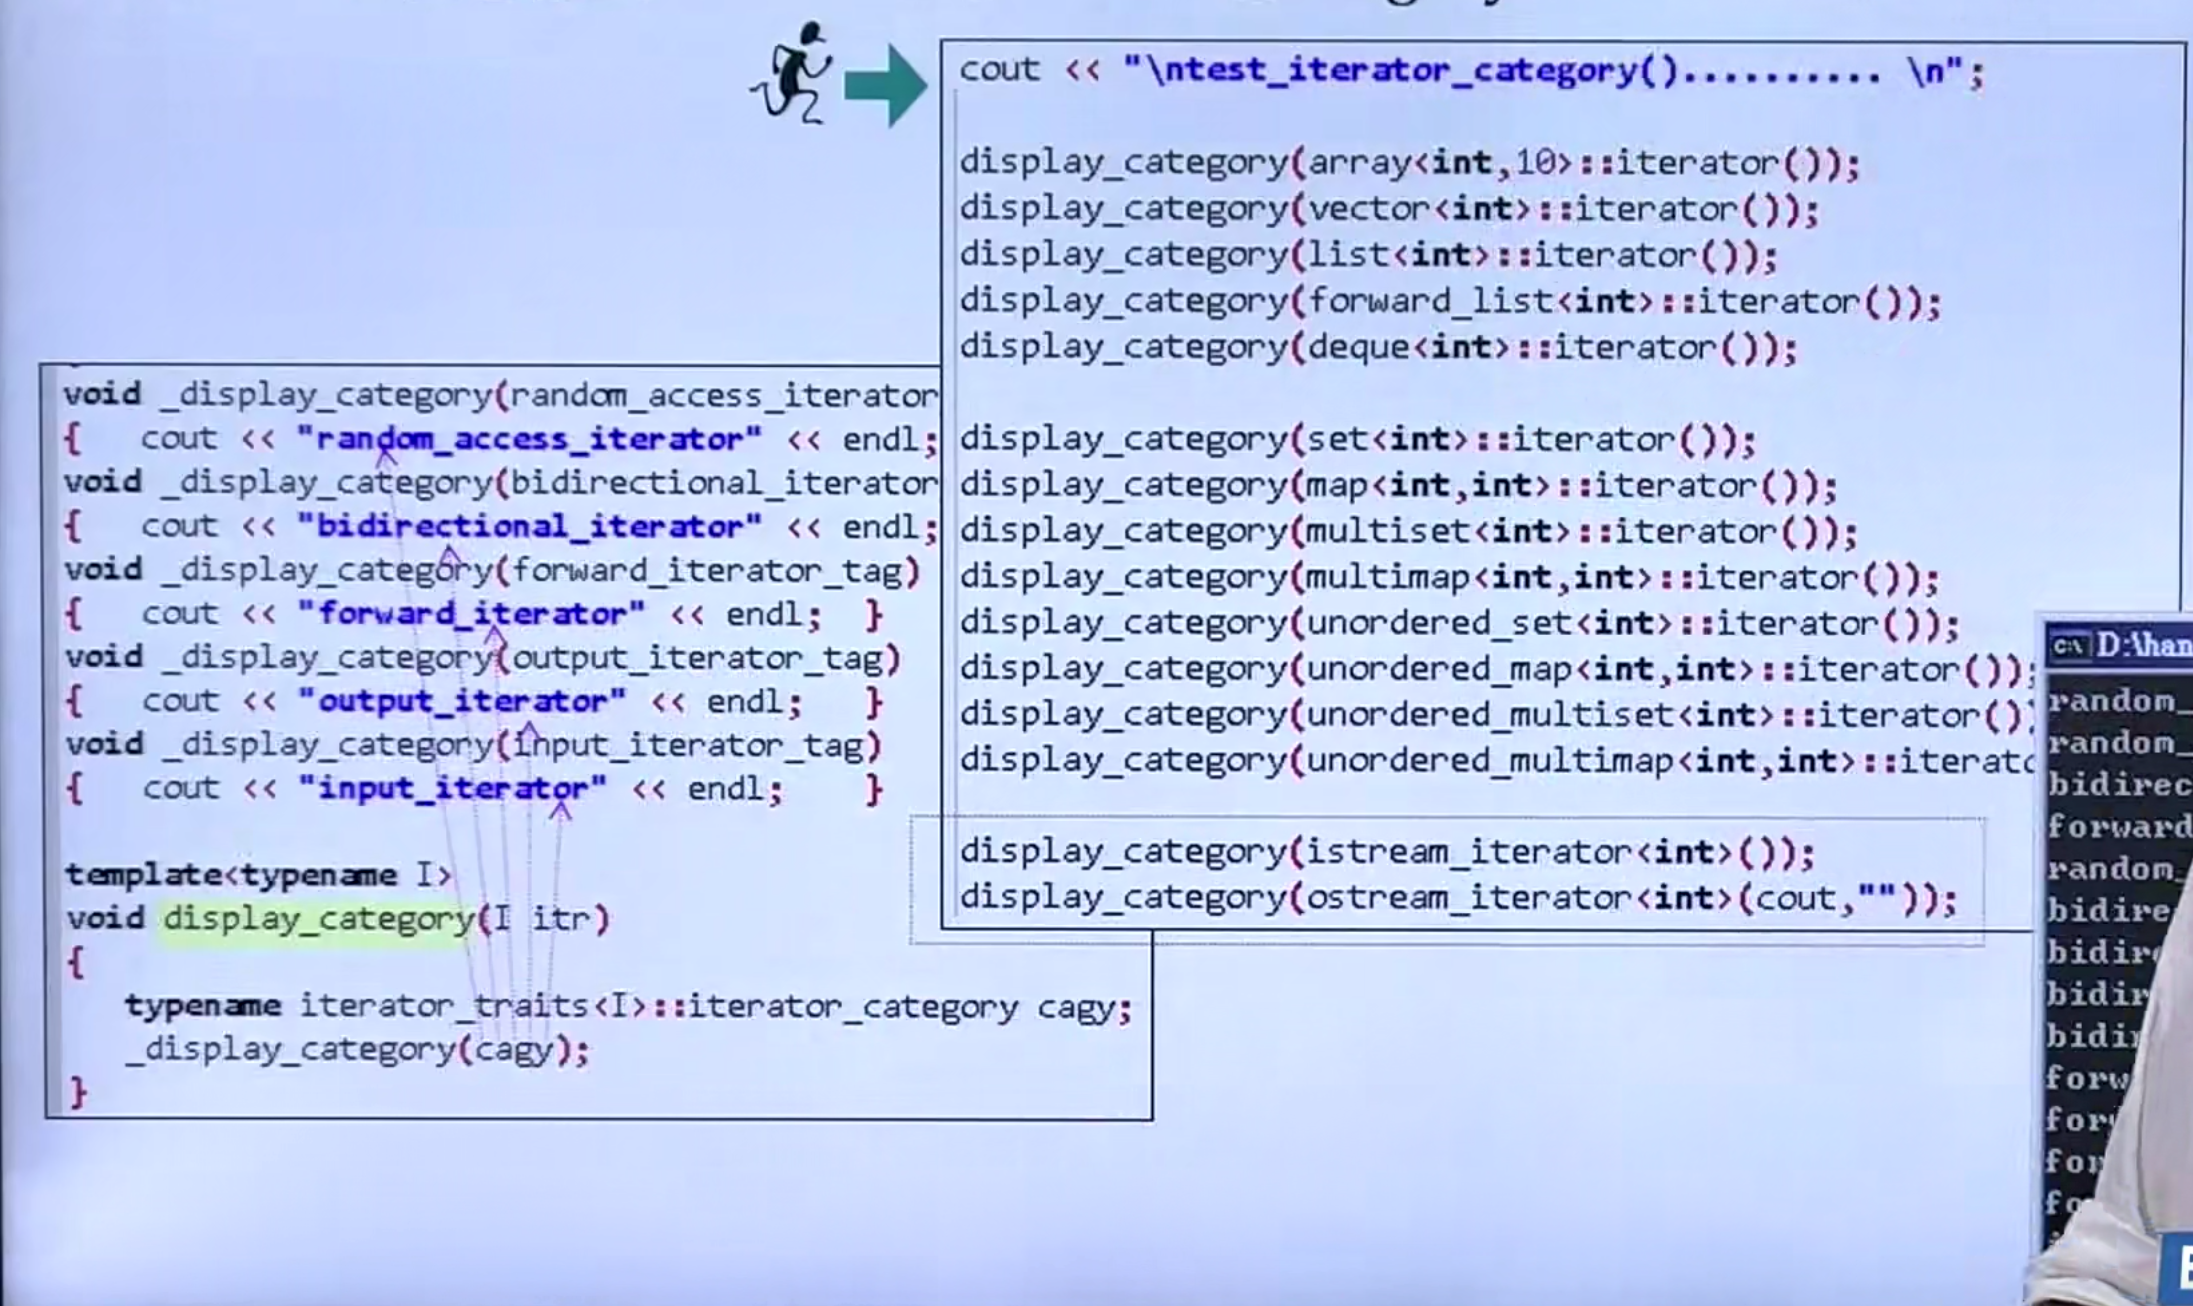 cout << "\ntest_iterator_category().......... \n";
display_category(array<int,10>::iterator());
display_category(vector<int>::iterator());
display_category(list<int>::iterator());
display_category(forward_list<int>::iterator());
display_category(deque<int>::iterator());
display_category(set<int>::iterator());
display_category(map<int,int>::iterator());
display_category(multiset<int>::iterator());
display_category(multimap<int,int>::iterator());
display_category(unordered_set<int>::iterator());
display_category(unordered_map<int,int>::iterator());
display_category(unordered_multiset<int>::iterator()
display_category(unordered_multimap<int,int>::iterato
display_category(istream_iterator<int>());
display_category(ostream_iterator<int>(cout,""));
void _display_category(random_access_iterator
{ cout << "random_access_iterator" << endl;
void _display_category(bidirectional_iterator
{ cout << "bidirectional_iterator" << endl;
void _display_category(forward_iterator_tag)
{ cout << "forward_iterator" << endl; }
void _display_category(output_iterator_tag)
{ cout << "output_iterator" << endl; }
void _display_category(input_iterator_tag)
{ cout << "input_iterator" << endl; }
template<typename I>
void display_category(I itr)
{
typename iterator_traits<I>::iterator_category cagy;
_display_category(cagy);
}
D:\han
random_
random_
bidirec
forward
random_
bidire
bidire
bidir
bidi
forw
for
for
fo